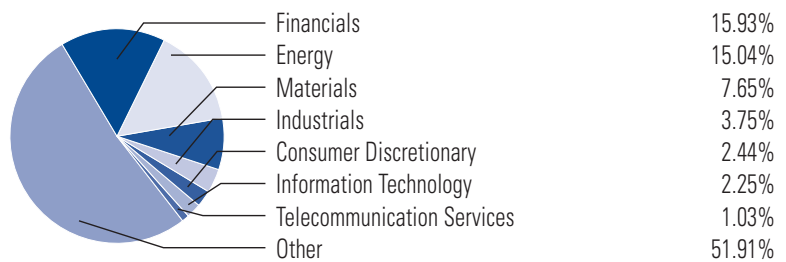 Financials 15.93%
Energy 15.04%
Materials 7.65%
Industrials 3.75%
Consumer Discretionary 2.44%
Information Technology 2.25%
Telecommunication Services 1.03%
Other 51.91%